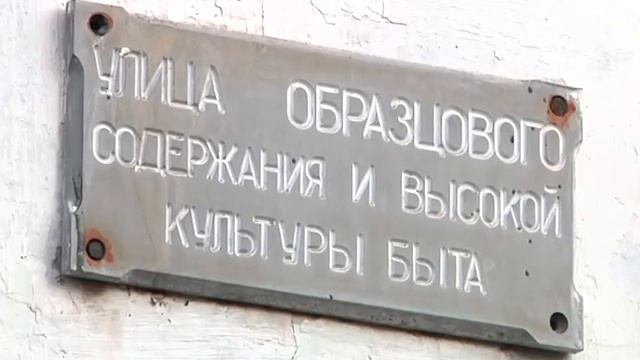 УЛИЦА ОБРАЗЦОВОГО
СОДЕРЖАНИЯ И ВЫСОКОЙ
КУЛЬТУРЫ БЫТА